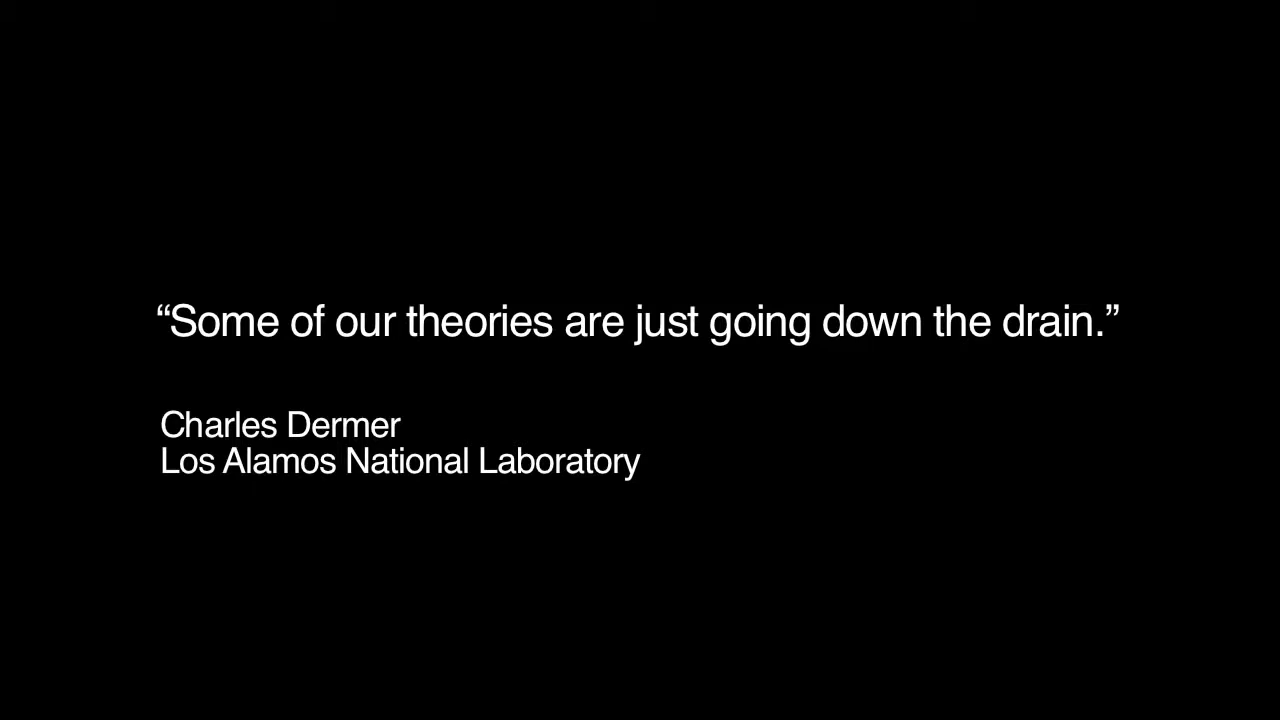 “Some of our theories are just going down the drain.”
Charles Dermer
Los Alamos National Laboratory